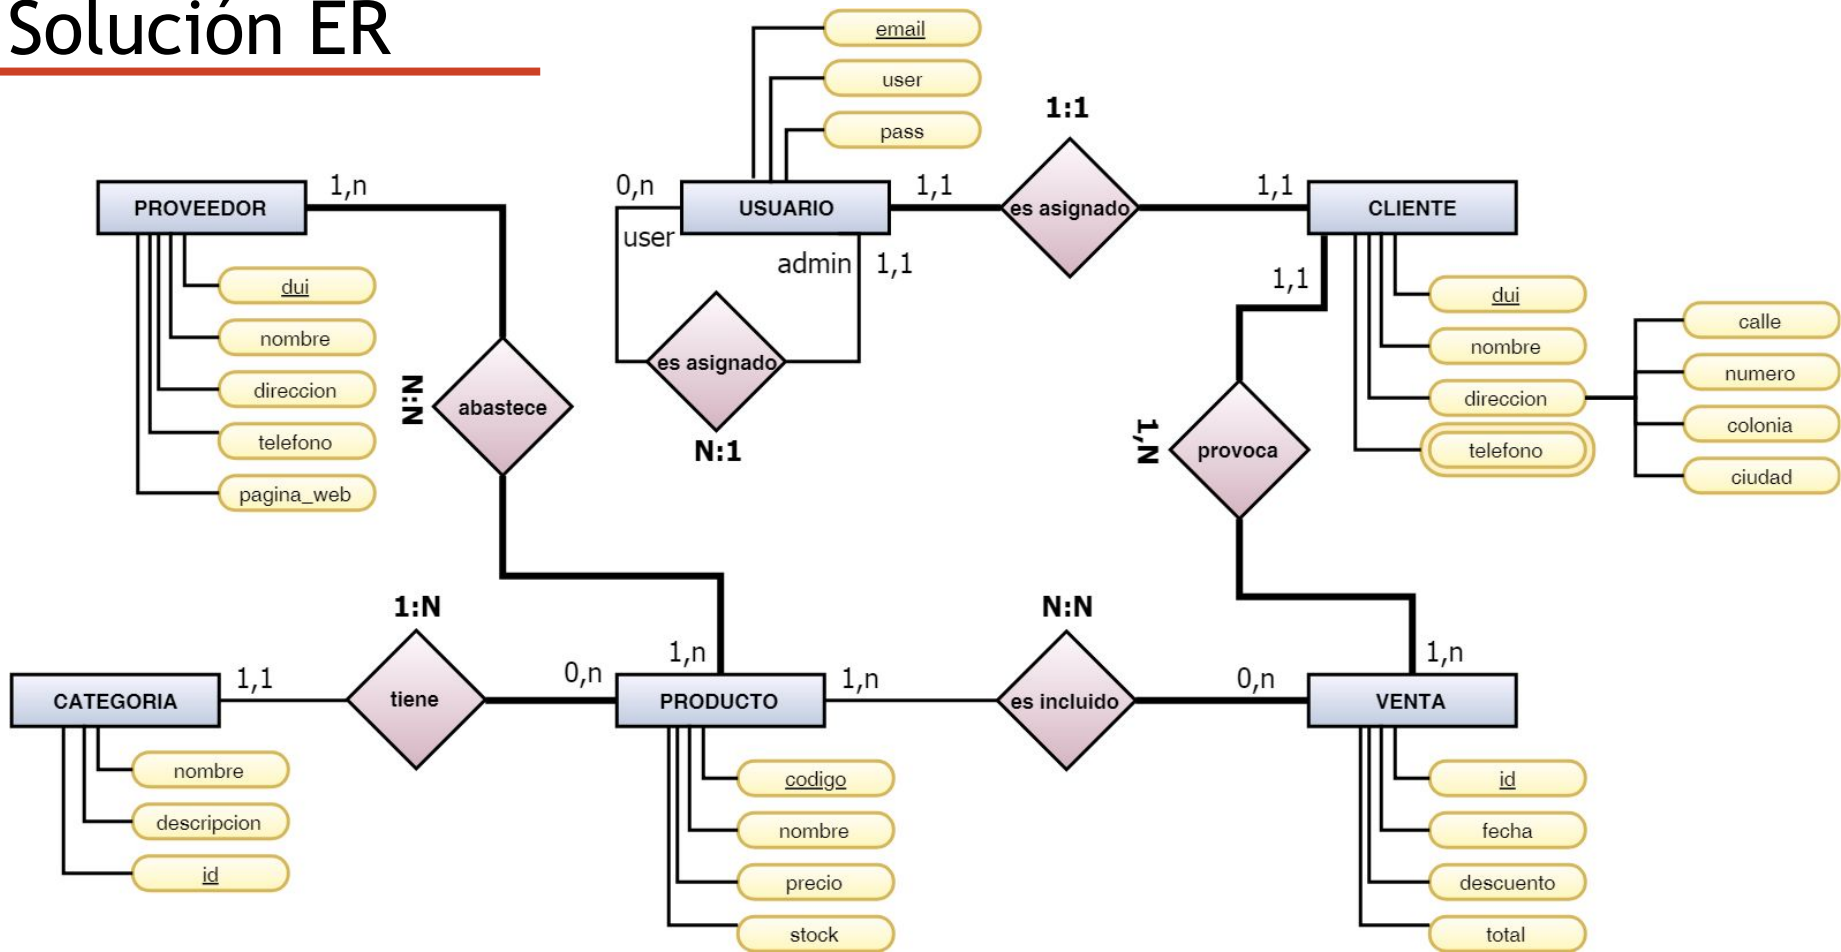 Solución ER
email
user
pass
1:1
PROVEEDOR
1,n
0,n
USUARIO
1,1
es asignado
1,1
CLIENTE
user
admin
1,1
1,1
dui
nombre
direccion
telefono
pagina_web
N:N
abastece
es asignado
N:1
1,N
provoca
dui
nombre
direccion
telefono
calle
numero
colonia
ciudad
1:N
N:N
CATEGORIA
1,1
tiene
0,n
1,n
PRODUCTO
1,n
es incluido
0,n
1,n
VENTA
nombre
descripcion
id
codigo
nombre
precio
stock
id
fecha
descuento
total